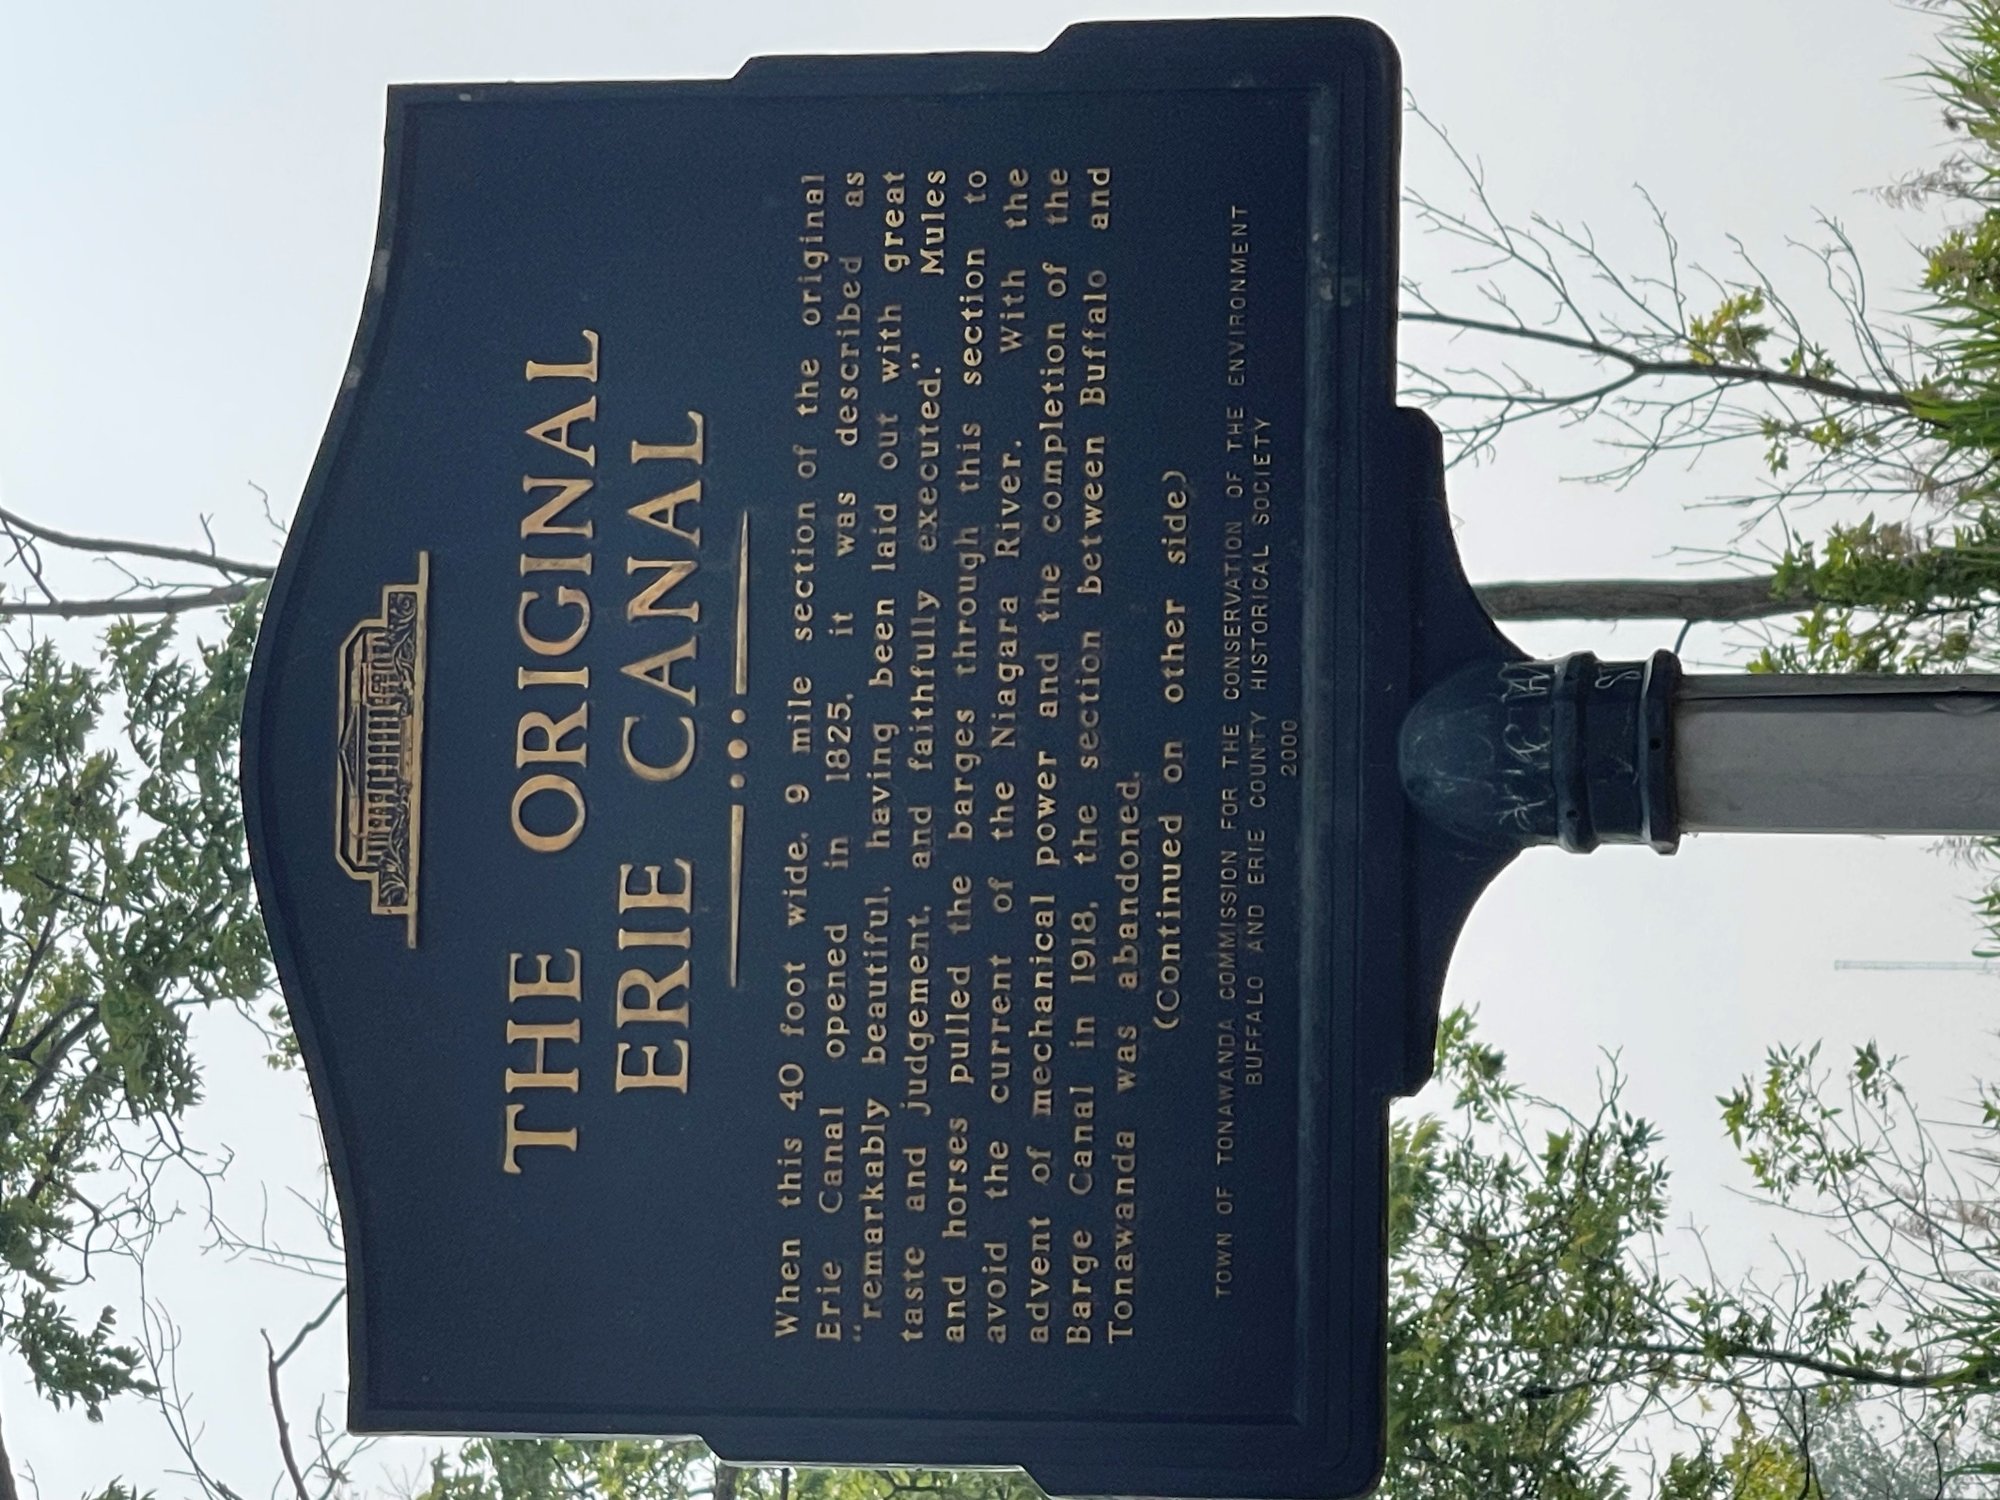 THE ORIGINAL
ERIE CANAL
When this 40 foot wide, 9 mile section of the original
Erie Canal opened in 1825, it was described as
“remarkably beautiful, having been laid out with great
taste and judgement, and faithfully executed.” Mules
and horses pulled the barges through this section to
avoid the current of the Niagara River. With the
advent of mechanical power and the completion of the
Barge Canal in 1918, the section between Buffalo and
Tonawanda was abandoned.
(Continued on other side)
TOWN OF TONAWANDA COMMISSION FOR THE CONSERVATION OF THE ENVIRONMENT
BUFFALO AND ERIE COUNTY HISTORICAL SOCIETY
2000